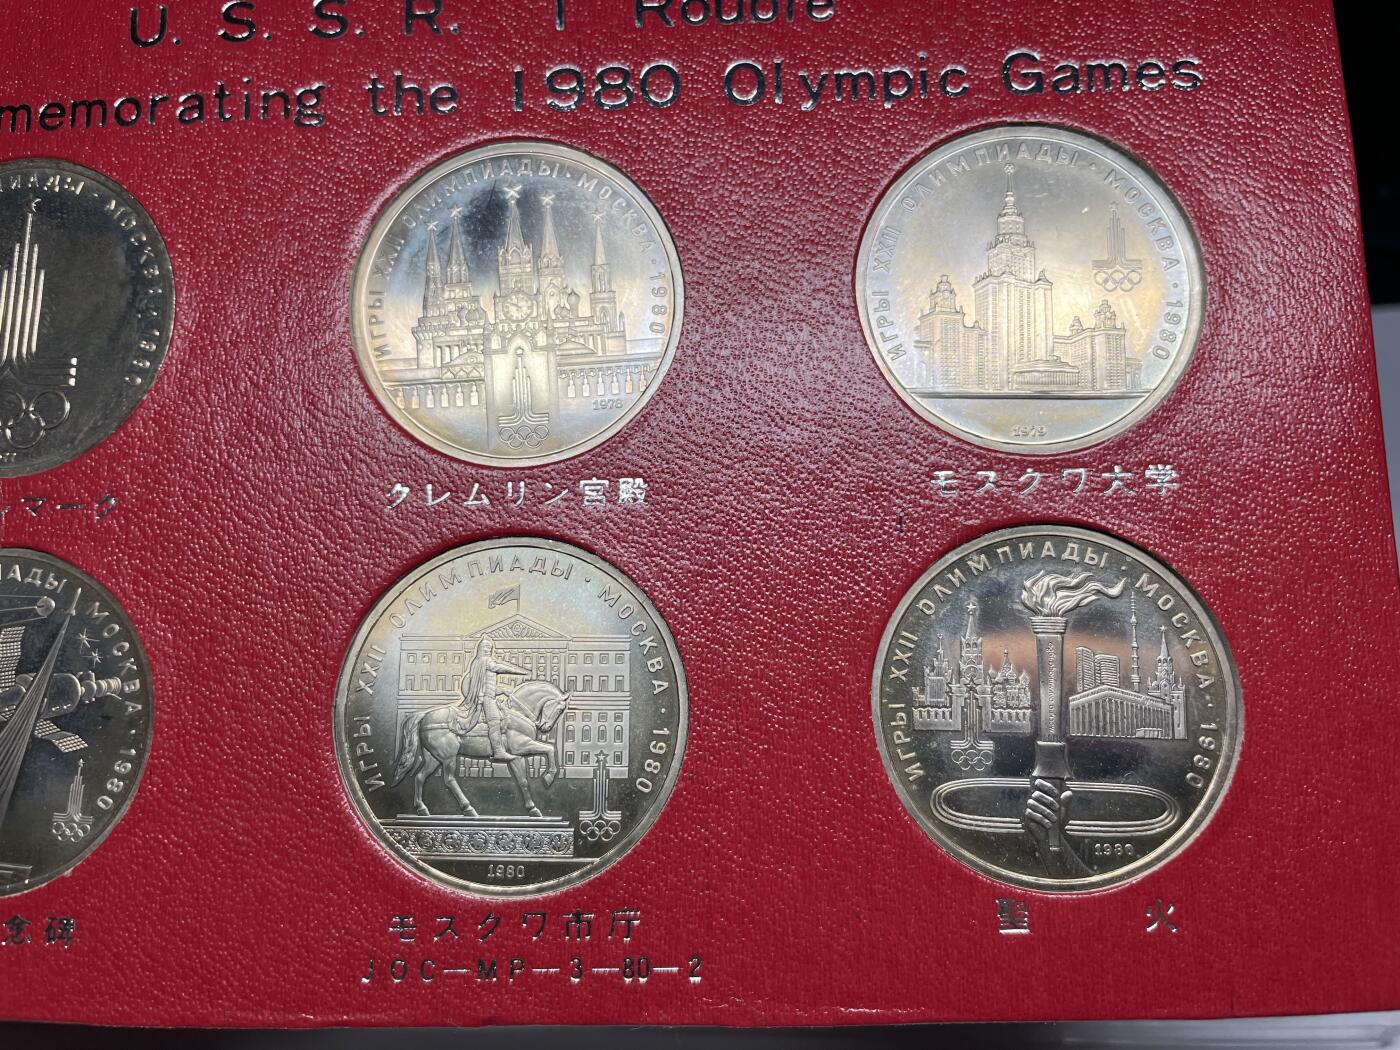 U. S. S. R. 1 Rouble
memorating the 1980 Olympic Games
ИГРЫ XXII ОЛИМПИАДЫ · МОСКВА · 1980
1978
ИГРЫ XXII ОЛИМПИАДЫ · МОСКВА · 1980
1979
マーク
クレムリン宮殿
モスクワ大学
МОСКВА · 1980
ИГРЫ XXII ОЛИМПИАДЫ · МОСКВА · 1980
1980
ИГРЫ XXII ОЛИМПИАДЫ · МОСКВА · 1980
1980
念碑
モスクワ市庁
聖 火
JOC-MP-3-80-2